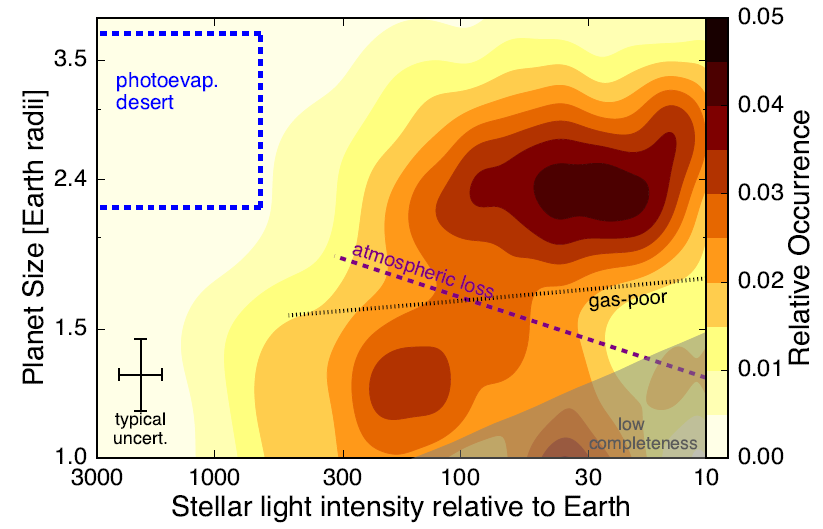 photoevap.
desert
atmospheric loss
gas-poor
typical
uncert.
low
completeness
Planet Size [Earth radii]
3.5
2.4
1.5
1.0
3000
1000
300
100
30
10
Stellar light intensity relative to Earth
0.05
0.04
0.03
0.02
0.01
0.00
Relative Occurrence